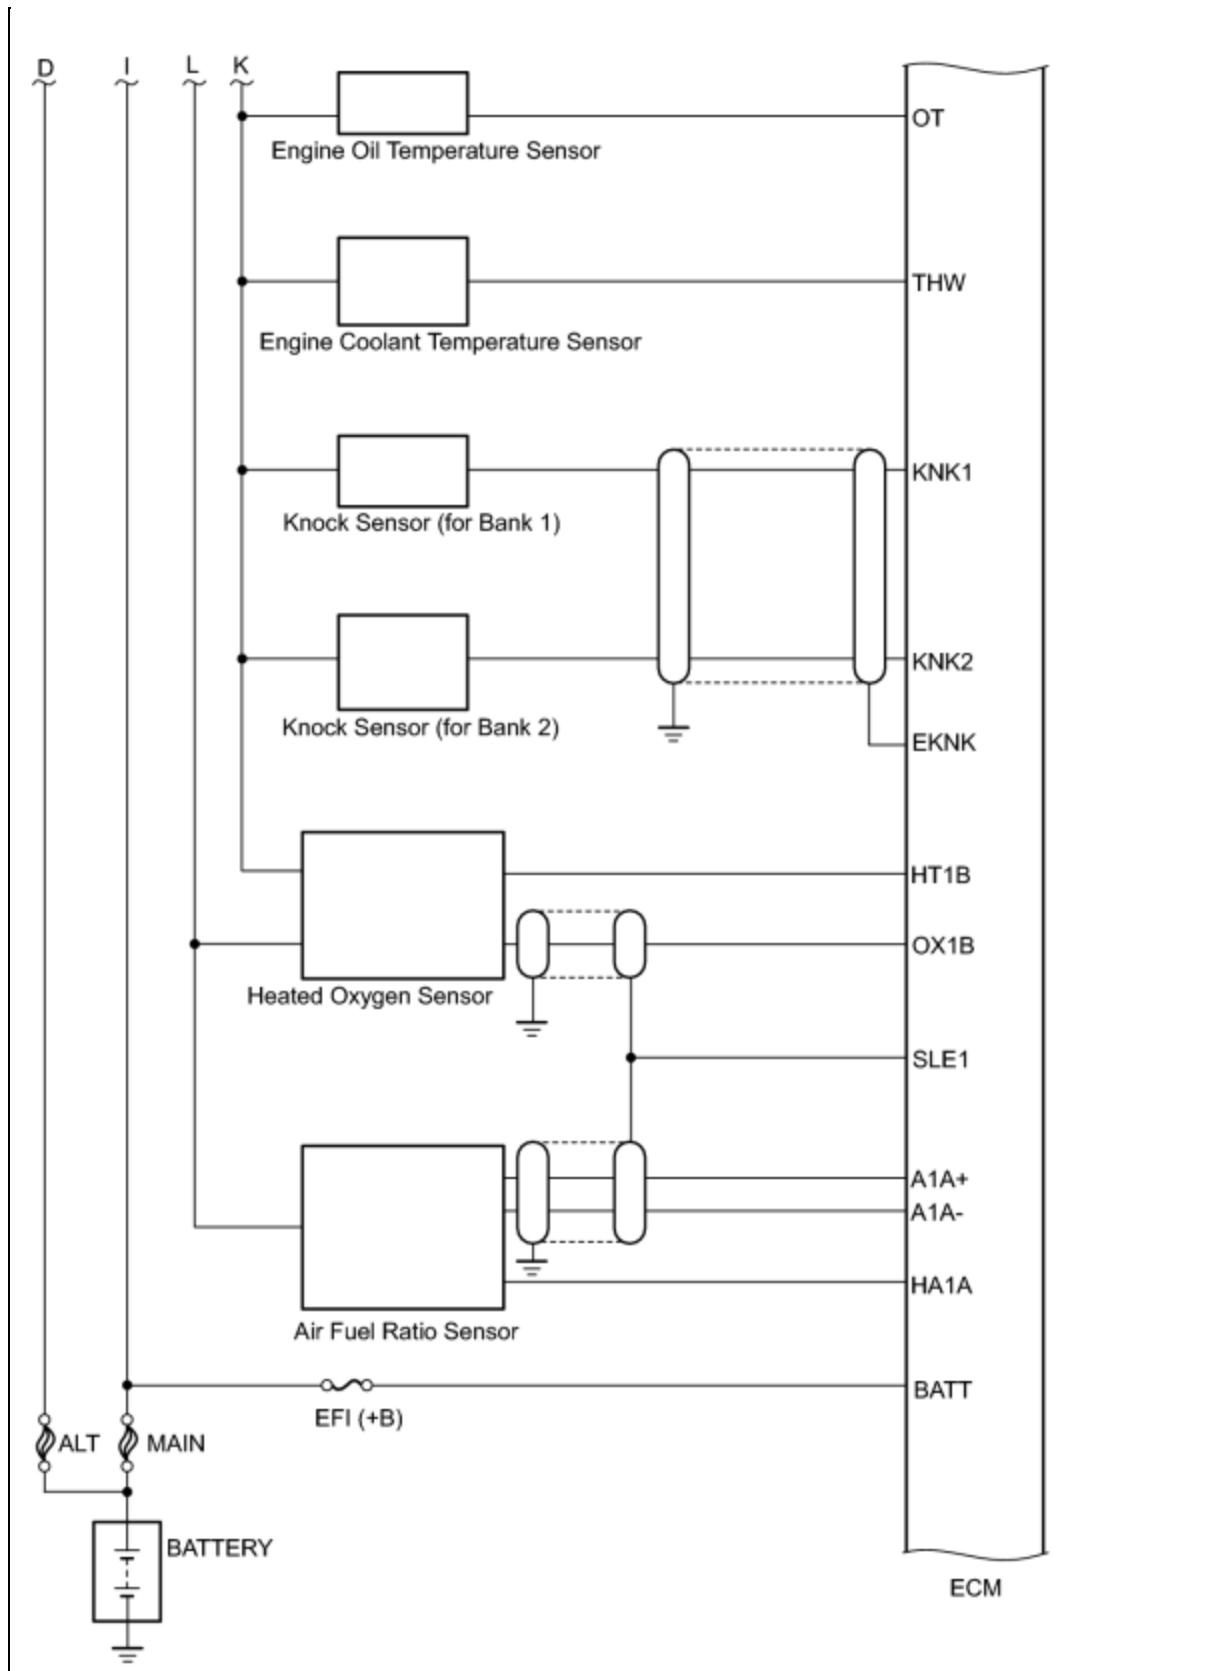 D I L K
OT
Engine Oil Temperature Sensor
THW
Engine Coolant Temperature Sensor
KNK1
Knock Sensor (for Bank 1)
KNK2
Knock Sensor (for Bank 2)
EKNK
HT1B
OX1B
Heated Oxygen Sensor
SLE1
A1A+
A1A-
HA1A
Air Fuel Ratio Sensor
BATT
EFI (+B)
ALT MAIN
BATTERY
ECM